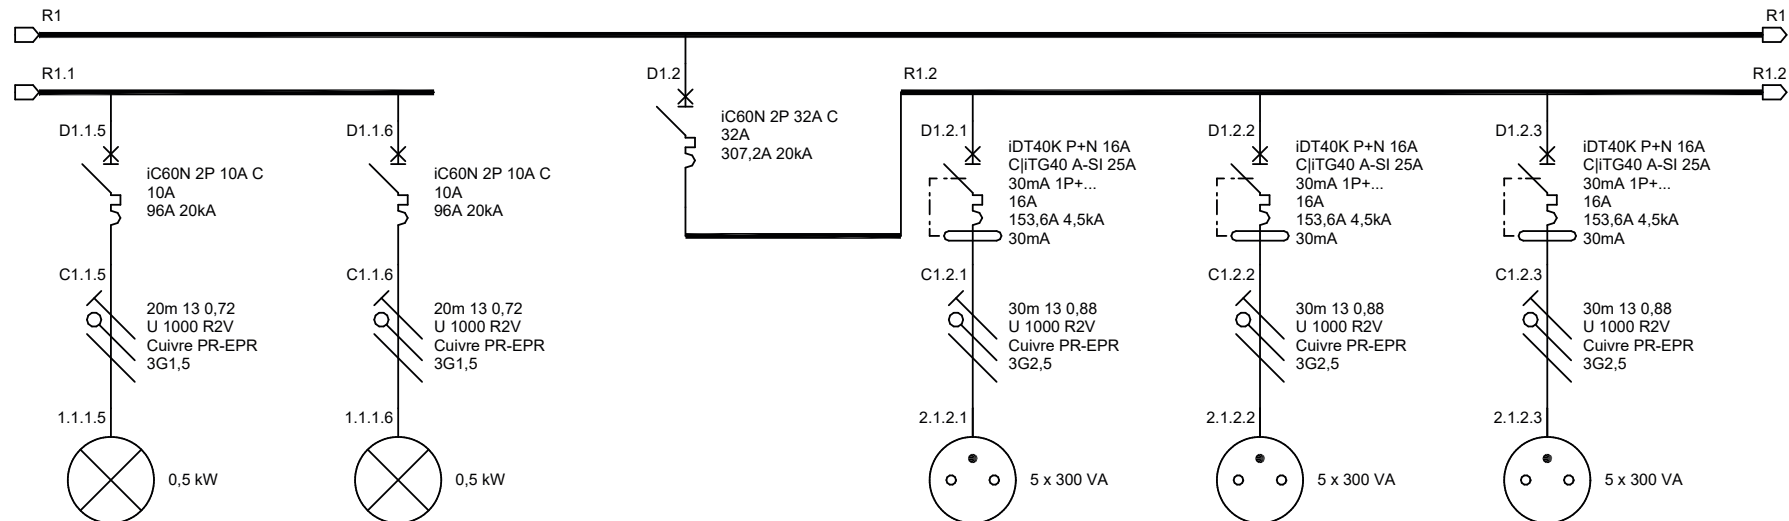 R1
R1
R1.1
D1.2
R1.2
R1.2
iC60N 2P 32A C
32A
307,2A 20kA
D1.1.5
iC60N 2P 10A C
10A
96A 20kA
D1.1.6
iC60N 2P 10A C
10A
96A 20kA
D1.2.1
iDT40K P+N 16A
C|iTG40 A-SI 25A
30mA 1P+...
16A
153,6A 4,5kA
30mA
D1.2.2
iDT40K P+N 16A
C|iTG40 A-SI 25A
30mA 1P+...
16A
153,6A 4,5kA
30mA
D1.2.3
iDT40K P+N 16A
C|iTG40 A-SI 25A
30mA 1P+...
16A
153,6A 4,5kA
30mA
C1.1.5
20m 13 0,72
U 1000 R2V
Cuivre PR-EPR
3G1,5
C1.1.6
20m 13 0,72
U 1000 R2V
Cuivre PR-EPR
3G1,5
C1.2.1
30m 13 0,88
U 1000 R2V
Cuivre PR-EPR
3G2,5
C1.2.2
30m 13 0,88
U 1000 R2V
Cuivre PR-EPR
3G2,5
C1.2.3
30m 13 0,88
U 1000 R2V
Cuivre PR-EPR
3G2,5
1.1.1.5
0,5 kW
1.1.1.6
0,5 kW
2.1.2.1
5 x 300 VA
2.1.2.2
5 x 300 VA
2.1.2.3
5 x 300 VA